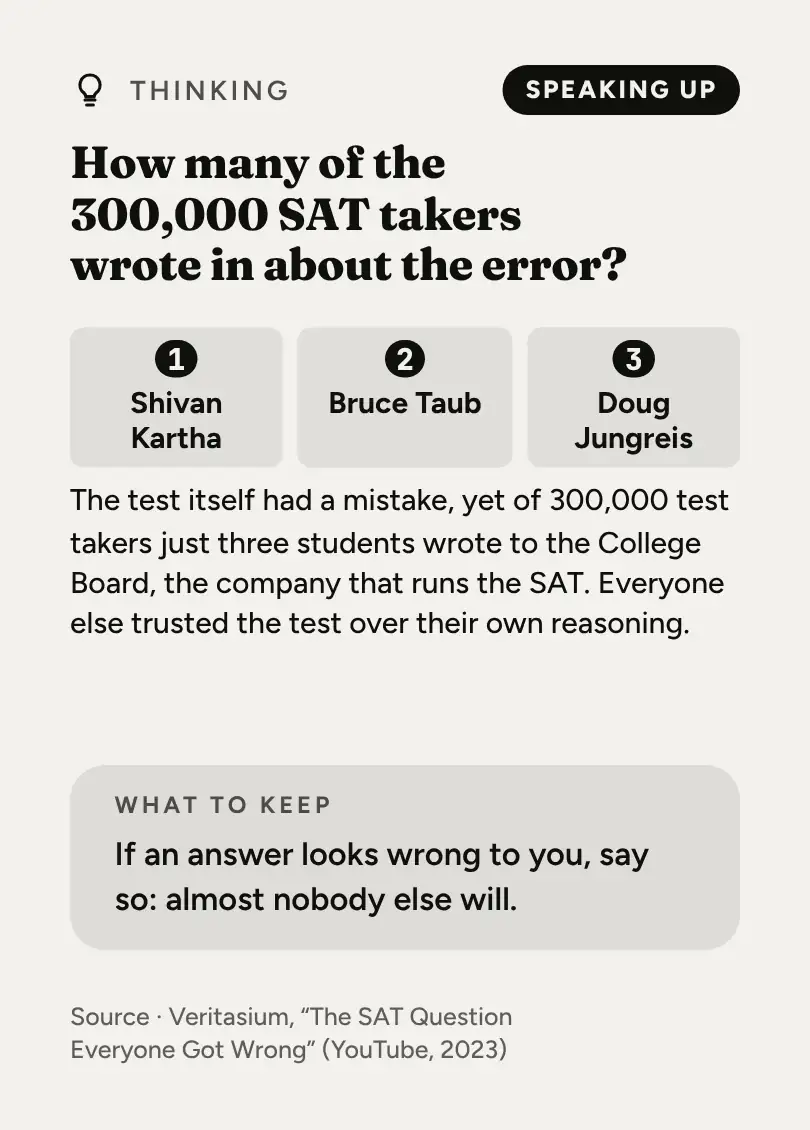 THINKING
SPEAKING UP
How many of the
300,000 SAT takers
wrote in about the error?
1
Shivan
Kartha
2
Bruce Taub
3
Doug
Jungreis
The test itself had a mistake, yet of 300,000 test
takers just three students wrote to the College
Board, the company that runs the SAT. Everyone
else trusted the test over their own reasoning.
WHAT TO KEEP
If an answer looks wrong to you, say
so: almost nobody else will.
Source · Veritasium, “The SAT Question
Everyone Got Wrong” (YouTube, 2023)